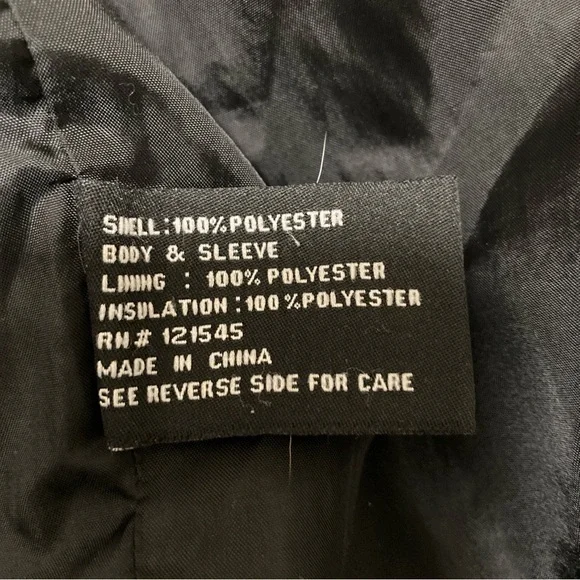 SHELL:100%POLYESTER
BODY & SLEEVE
LINING : 100% POLYESTER
INSULATION:100%POLYESTER
RN# 121545
MADE IN CHINA
SEE REVERSE SIDE FOR CARE